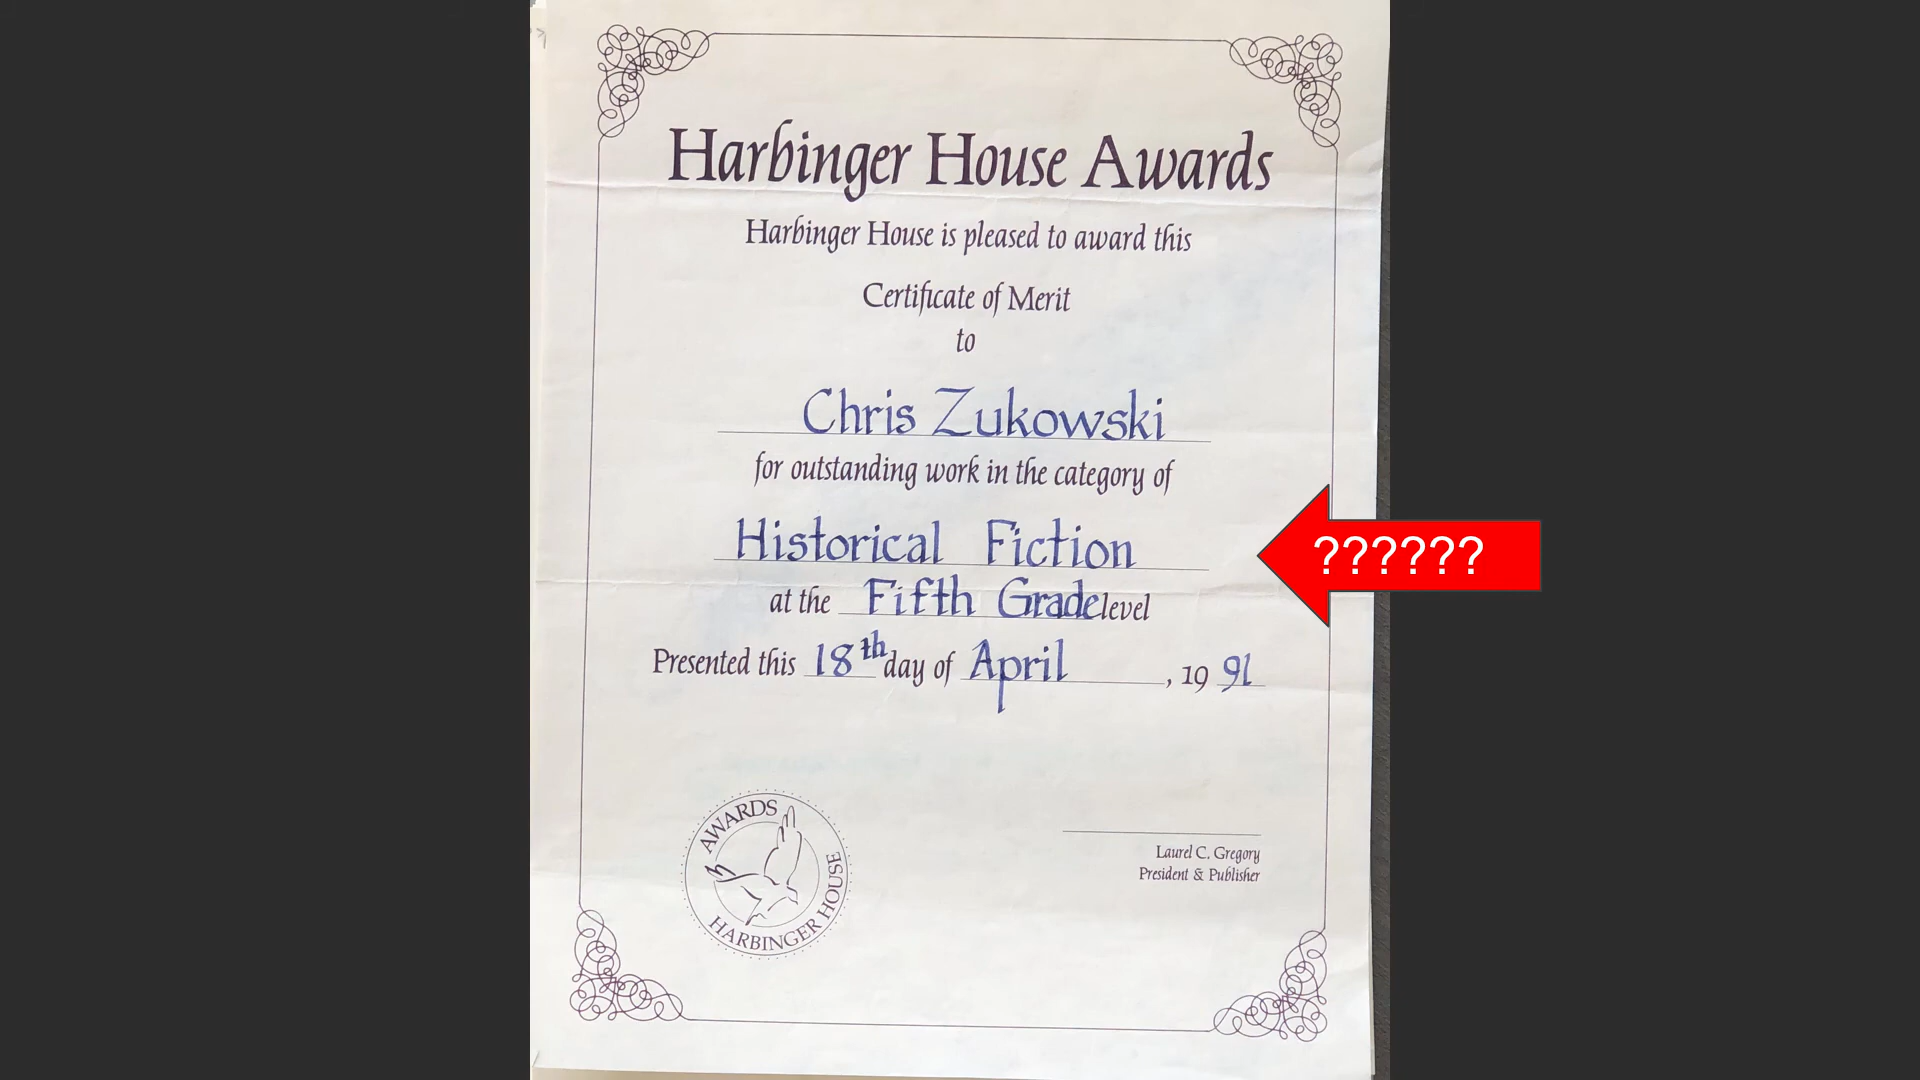 Harbinger House Awards
Harbinger House is pleased to award this
Certificate of Merit
to
Chris Zukowski
for outstanding work in the category of
Historical Fiction
??????
at the Fifth Grade level
Presented this 18th day of April, 19 91
AWARDS
HARBINGER HOUSE
Laurel C. Gregory
President & Publisher